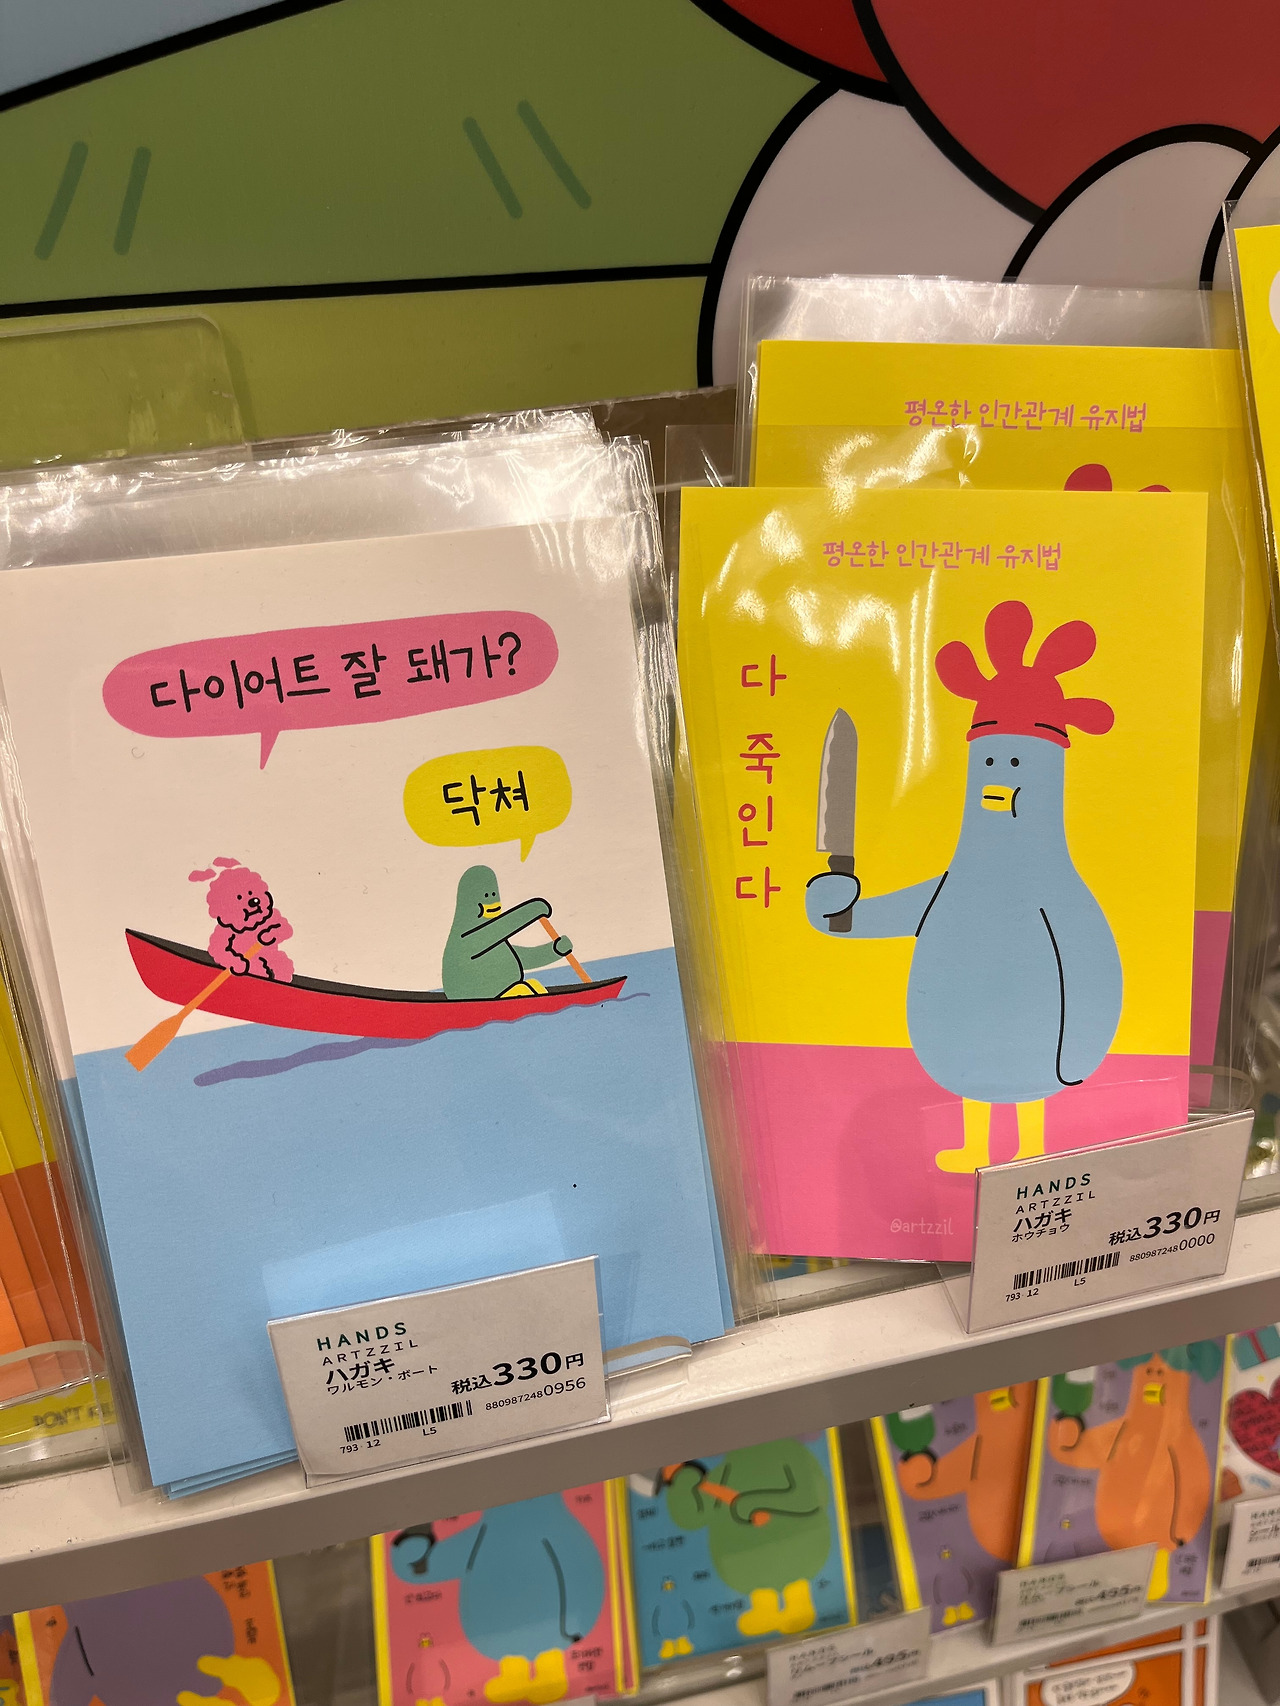 평온한 인간관계 유지법
평온한 인간관계 유지법
다
죽
인
다
@artzzil
다이어트 잘 돼가?
닥쳐
HANDS
ARTZZIL
ハガキ
ホウチョウ
税込330円
8809872480000
793 12
L5
HANDS
ARTZZIL
ハガキ
ワルモン・ボート
税込330円
8809872480956
793 12
L5